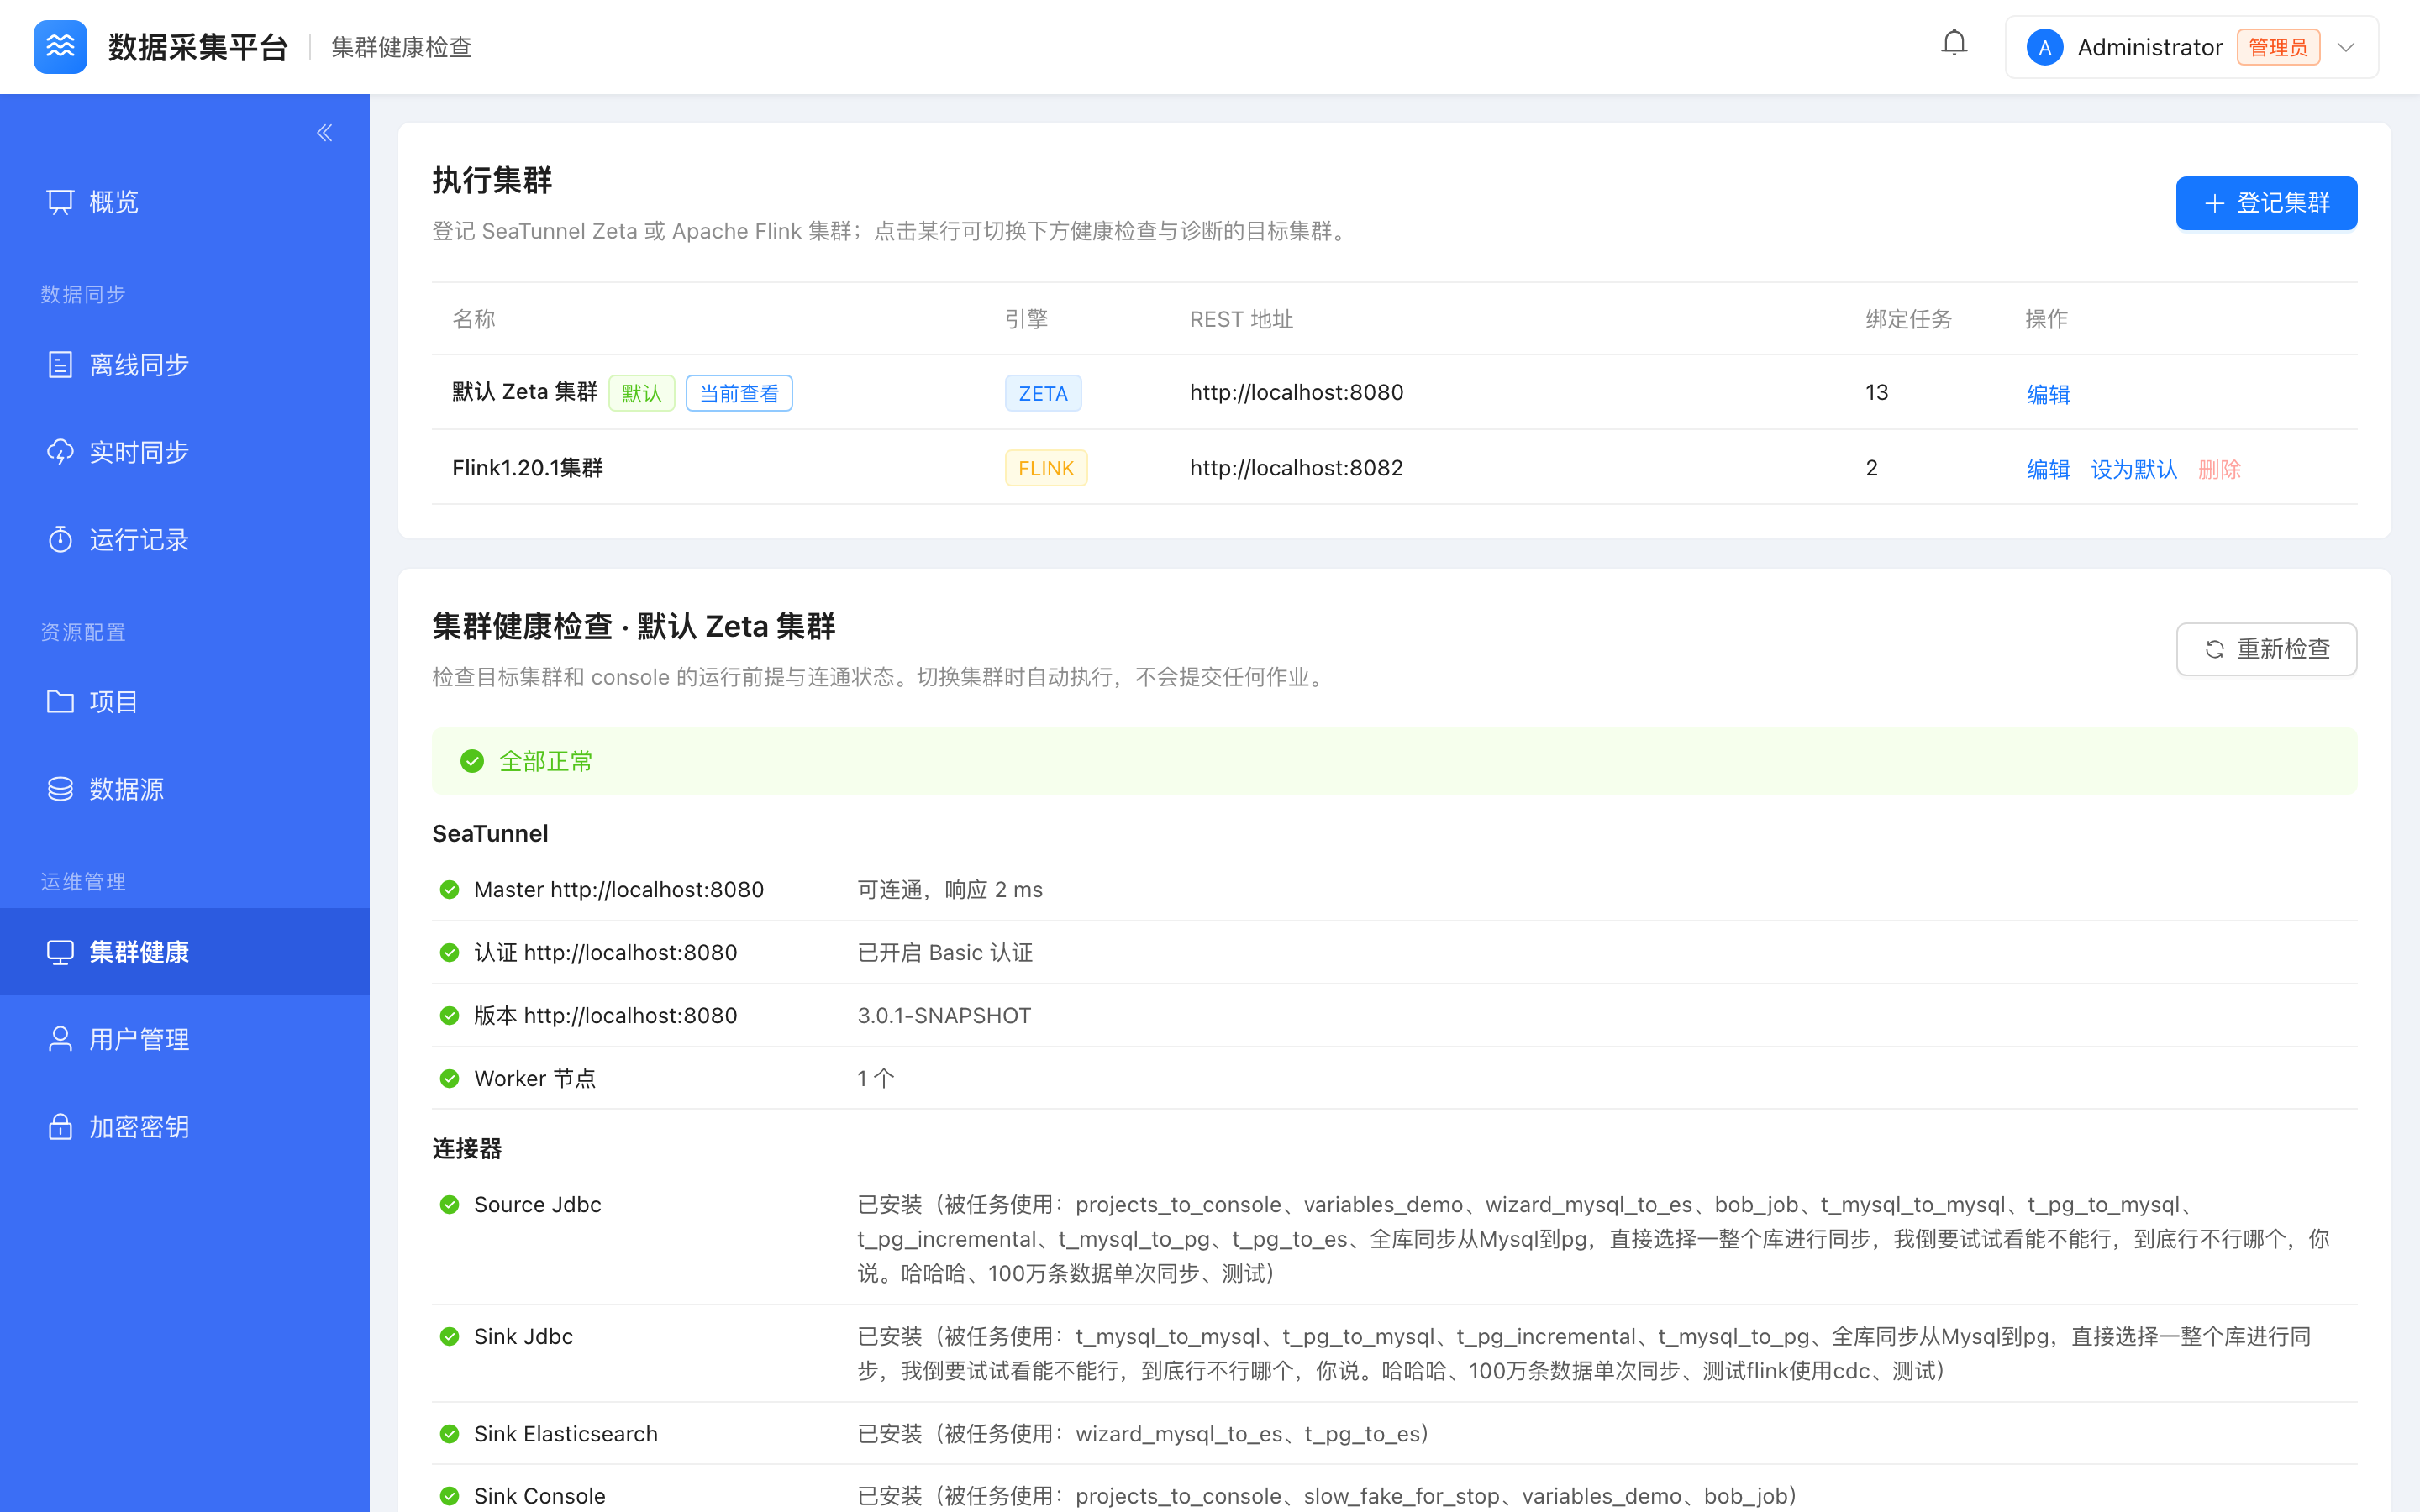 数据采集平台 集群健康检查 A Administrator 管理员
概览
数据同步
离线同步
实时同步
运行记录
资源配置
项目
数据源
运维管理
集群健康
用户管理
加密密钥
执行集群
登记 SeaTunnel Zeta 或 Apache Flink 集群；点击某行可切换下方健康检查与诊断的目标集群。
登记集群
名称 引擎 REST 地址 绑定任务 操作
默认 Zeta 集群 默认 当前查看 ZETA http://localhost:8080 13 编辑
Flink1.20.1集群 FLINK http://localhost:8082 2 编辑 设为默认 删除
集群健康检查 · 默认 Zeta 集群
检查目标集群和 console 的运行前提与连通状态。切换集群时自动执行，不会提交任何作业。
重新检查
全部正常
SeaTunnel
Master http://localhost:8080 可连通，响应 2 ms
认证 http://localhost:8080 已开启 Basic 认证
版本 http://localhost:8080 3.0.1-SNAPSHOT
Worker 节点 1 个
连接器
Source Jdbc 已安装（被任务使用：projects_to_console、variables_demo、wizard_mysql_to_es、bob_job、t_mysql_to_mysql、t_pg_to_mysql、
t_pg_incremental、t_mysql_to_pg、t_pg_to_es、全库同步从Mysql到pg，直接选择一整个库进行同步，我倒要试试看能不能行，到底行不行哪个，你
说。哈哈哈、100万条数据单次同步、测试）
Sink Jdbc 已安装（被任务使用：t_mysql_to_mysql、t_pg_to_mysql、t_pg_incremental、t_mysql_to_pg、全库同步从Mysql到pg，直接选择一整个库进行同
步，我倒要试试看能不能行，到底行不行哪个，你说。哈哈哈、100万条数据单次同步、测试flink使用cdc、测试）
Sink Elasticsearch 已安装（被任务使用：wizard_mysql_to_es、t_pg_to_es）
Sink Console 已安装（被任务使用：projects_to_console、slow_fake_for_stop、variables_demo、bob_job）